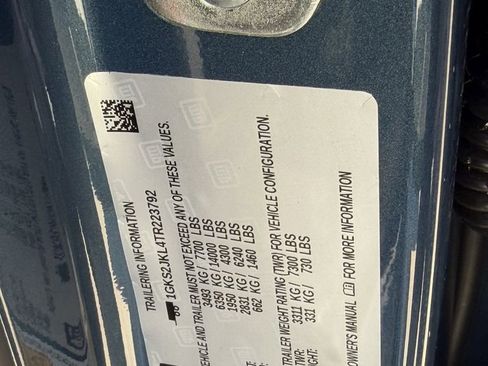 TRAILERING INFORMATION
1GKS2JKL4TR223792
VEHICLE AND TRAILER MUST NOT EXCEED ANY OF THESE VALUES.
3483 KG / 7700 LBS
6350 KG / 14000 LBS
1950 KG / 4300 LBS
2831 KG / 6240 LBS
662 KG / 1460 LBS
TRAILER WEIGHT RATING (TWR) FOR VEHICLE CONFIGURATION.
3311 KG / 7300 LBS
TWR:
331 KG / 730 LBS
OWNER'S MANUAL FOR MORE INFORMATION